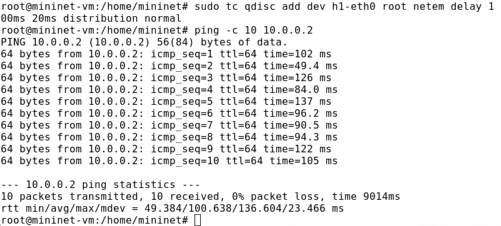 root@mininet-vm:/home/mininet# sudo tc qdisc add dev h1-eth0 root netem delay 1
00ms 20ms distribution normal
root@mininet-vm:/home/mininet# ping -c 10 10.0.0.2
PING 10.0.0.2 (10.0.0.2) 56(84) bytes of data.
64 bytes from 10.0.0.2: icmp_seq=1 ttl=64 time=102 ms
64 bytes from 10.0.0.2: icmp_seq=2 ttl=64 time=49.4 ms
64 bytes from 10.0.0.2: icmp_seq=3 ttl=64 time=126 ms
64 bytes from 10.0.0.2: icmp_seq=4 ttl=64 time=84.0 ms
64 bytes from 10.0.0.2: icmp_seq=5 ttl=64 time=137 ms
64 bytes from 10.0.0.2: icmp_seq=6 ttl=64 time=96.2 ms
64 bytes from 10.0.0.2: icmp_seq=7 ttl=64 time=90.5 ms
64 bytes from 10.0.0.2: icmp_seq=8 ttl=64 time=94.3 ms
64 bytes from 10.0.0.2: icmp_seq=9 ttl=64 time=122 ms
64 bytes from 10.0.0.2: icmp_seq=10 ttl=64 time=105 ms
--- 10.0.0.2 ping statistics ---
10 packets transmitted, 10 received, 0% packet loss, time 9014ms
rtt min/avg/max/mdev = 49.384/100.638/136.604/23.466 ms
root@mininet-vm:/home/mininet#